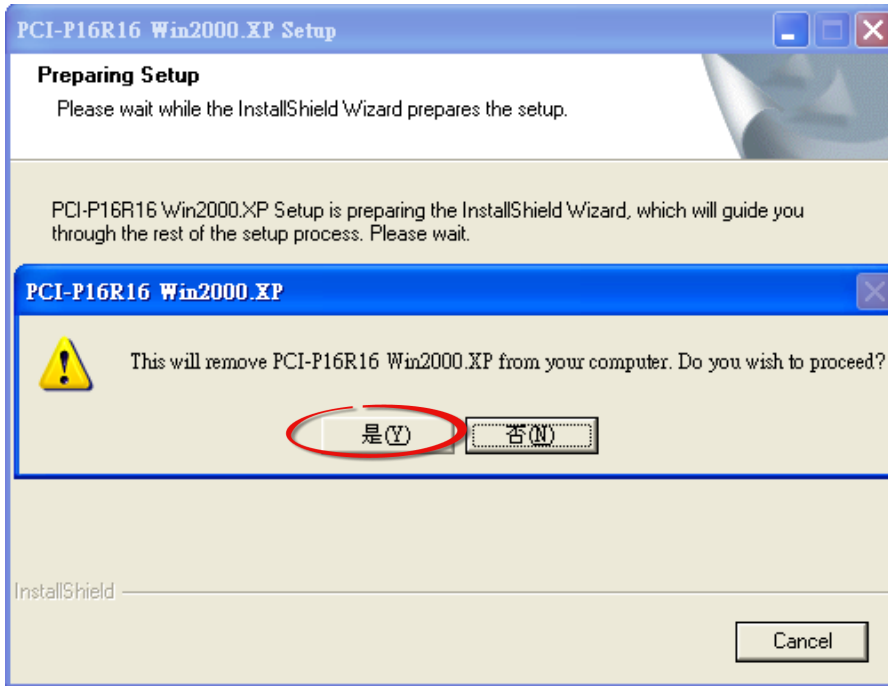 PCI-P16R16 Win2000.XP Setup
Preparing Setup
Please wait while the InstallShield Wizard prepares the setup.
PCI-P16R16 Win2000.XP Setup is preparing the InstallShield Wizard, which will guide you
through the rest of the setup process. Please wait.
PCI-P16R16 Win2000.XP
This will remove PCI-P16R16 Win2000.XP from your computer. Do you wish to proceed?
是(Y) 否(N)
InstallShield
Cancel